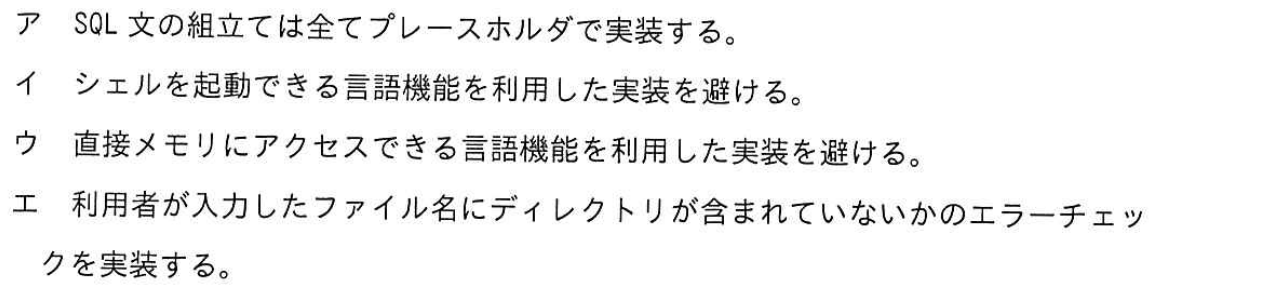 ア　SQL 文の組立ては全てプレースホルダで実装する。
イ　シェルを起動できる言語機能を利用した実装を避ける。
ウ　直接メモリにアクセスできる言語機能を利用した実装を避ける。
エ　利用者が入力したファイル名にディレクトリが含まれていないかのエラーチェッ
クを実装する。